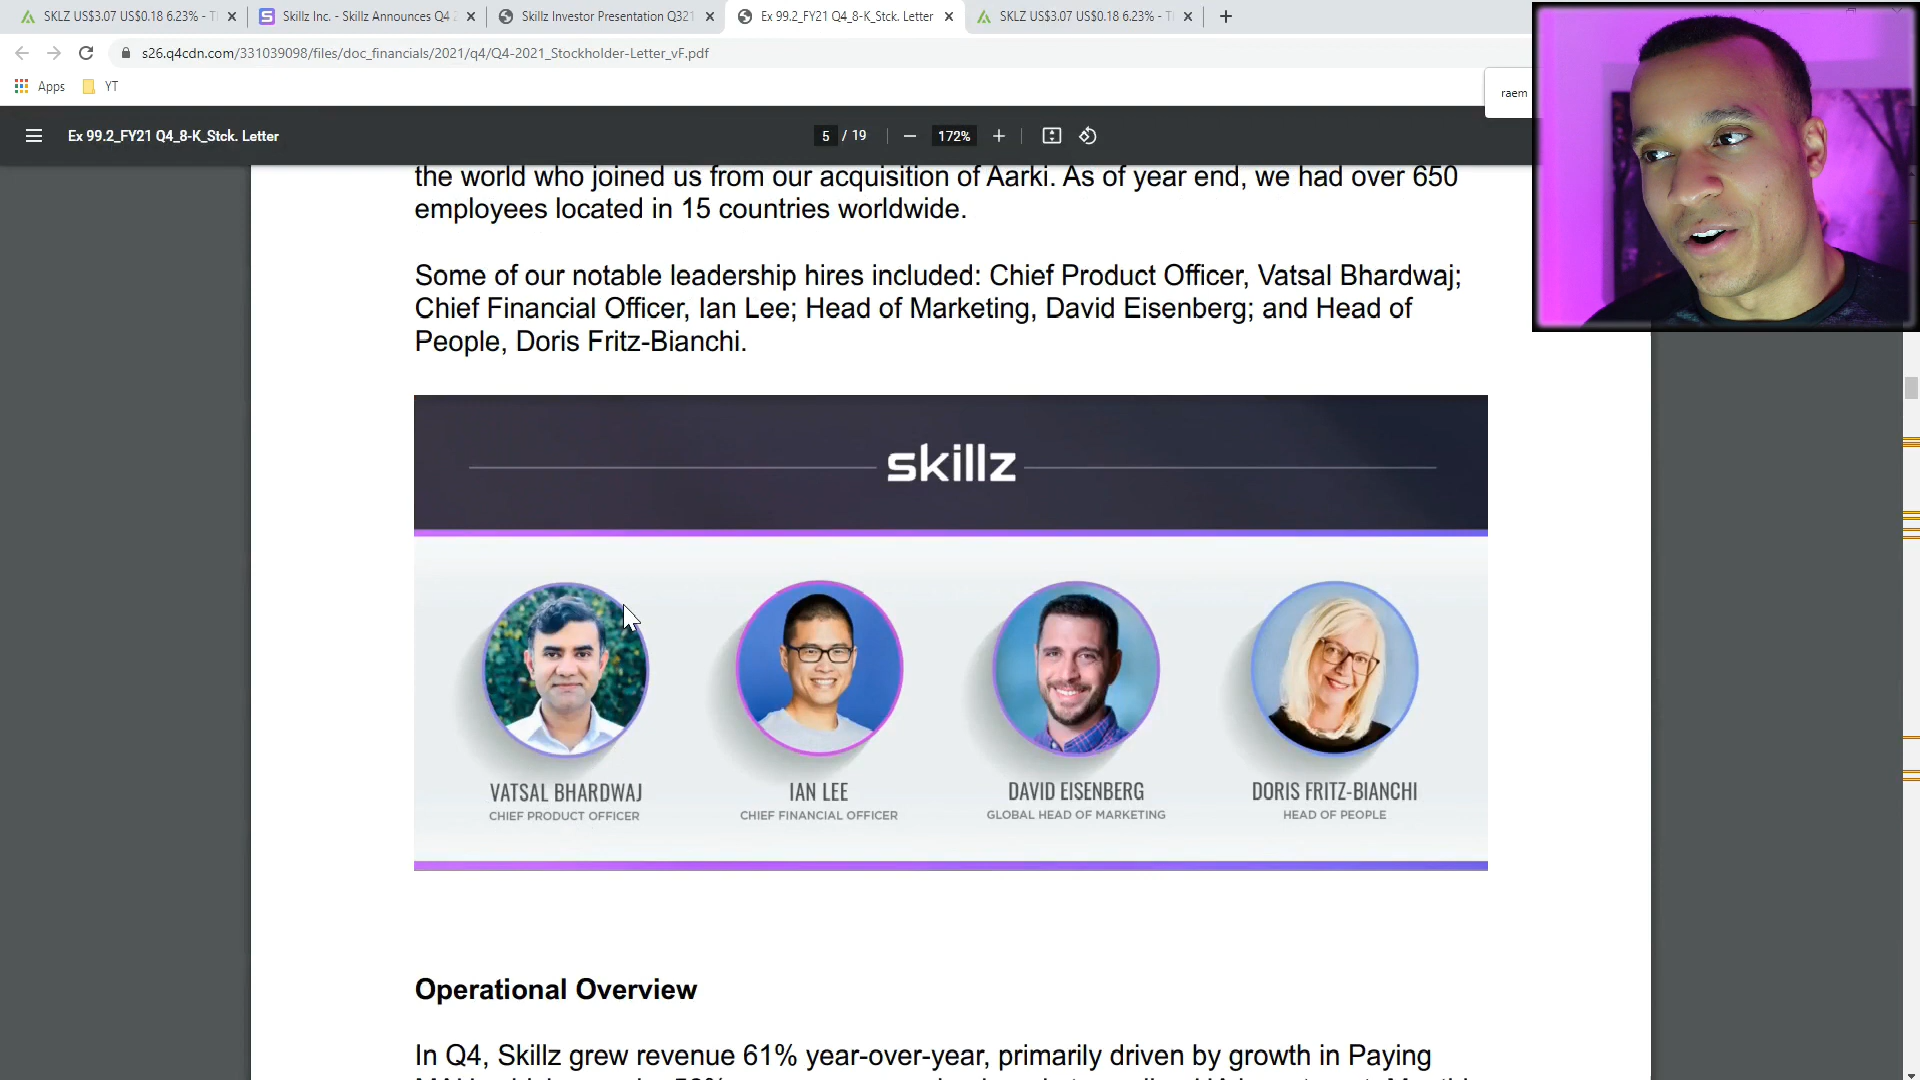 SKLZ US$3.07 US$0.18 6.23% - T
Skillz Inc. - Skillz Announces Q4
Skillz Investor Presentation Q321
Ex 99.2_FY21 Q4_8-K_Stck. Letter
SKLZ US$3.07 US$0.18 6.23% - T
s26.q4cdn.com/331039098/files/doc_financials/2021/q4/Q4-2021_Stockholder-Letter_vF.pdf
Apps YT
raem
Ex 99.2_FY21 Q4_8-K_Stck. Letter 5 / 19 172%
the world who joined us from our acquisition of Aarki. As of year end, we had over 650
employees located in 15 countries worldwide.
Some of our notable leadership hires included: Chief Product Officer, Vatsal Bhardwaj;
Chief Financial Officer, Ian Lee; Head of Marketing, David Eisenberg; and Head of
People, Doris Fritz-Bianchi.
skillz
VATSAL BHARDWAJ
CHIEF PRODUCT OFFICER
IAN LEE
CHIEF FINANCIAL OFFICER
DAVID EISENBERG
GLOBAL HEAD OF MARKETING
DORIS FRITZ-BIANCHI
HEAD OF PEOPLE
Operational Overview
In Q4, Skillz grew revenue 61% year-over-year, primarily driven by growth in Paying